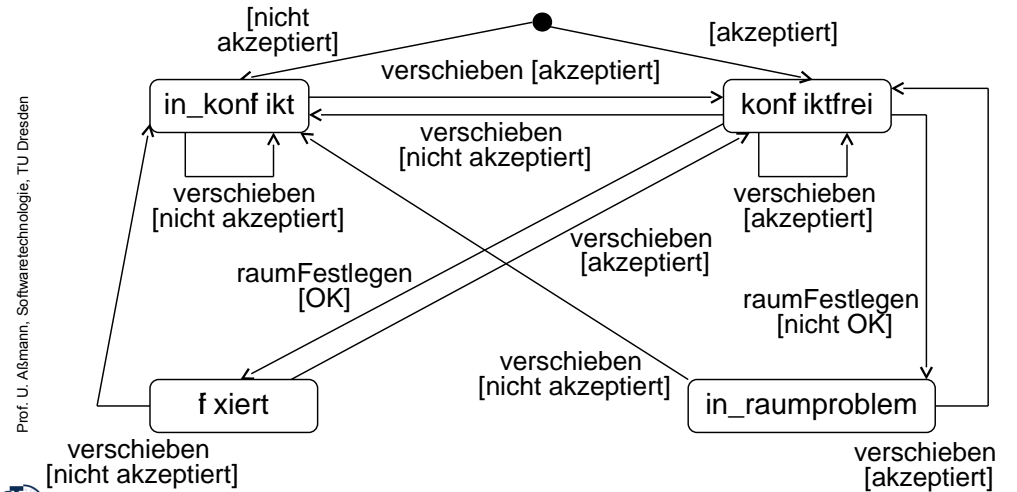 [nicht
akzeptiert]
[akzeptiert]
verschieben [akzeptiert]
in_konf ikt
konf iktfrei
verschieben
[nicht akzeptiert]
verschieben
[nicht akzeptiert]
verschieben
[akzeptiert]
verschieben
[akzeptiert]
raumFestlegen
[OK]
raumFestlegen
[nicht OK]
verschieben
[nicht akzeptiert]
f xiert
in_raumproblem
verschieben
[nicht akzeptiert]
verschieben
[akzeptiert]
Prof. U. Aßmann, Softwaretechnologie, TU Dresden